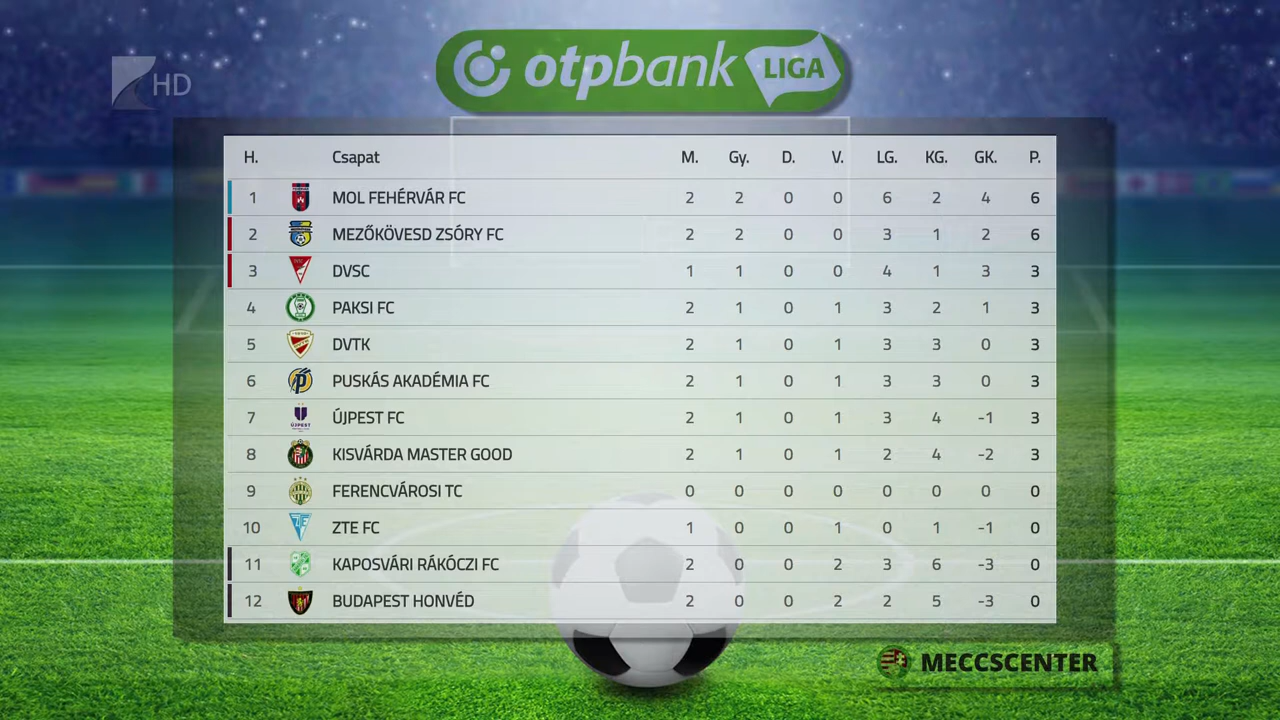 otpbank LIGA
HD
H. Csapat M. Gy. D. V. LG. KG. GK. P.
1 MOL FEHÉRVÁR FC 2 2 0 0 6 2 4 6
2 MEZŐKÖVESD ZSÓRY FC 2 2 0 0 3 1 2 6
3 DVSC 1 1 0 0 4 1 3 3
4 PAKSI FC 2 1 0 1 3 2 1 3
5 DVTK 2 1 0 1 3 3 0 3
6 PUSKÁS AKADÉMIA FC 2 1 0 1 3 3 0 3
7 ÚJPEST FC 2 1 0 1 3 4 -1 3
8 KISVÁRDA MASTER GOOD 2 1 0 1 2 4 -2 3
9 FERENCVÁROSI TC 0 0 0 0 0 0 0 0
10 ZTE FC 1 0 0 1 0 1 -1 0
11 KAPOSVÁRI RÁKÓCZI FC 2 0 0 2 3 6 -3 0
12 BUDAPEST HONVÉD 2 0 0 2 2 5 -3 0
MECCSCENTER